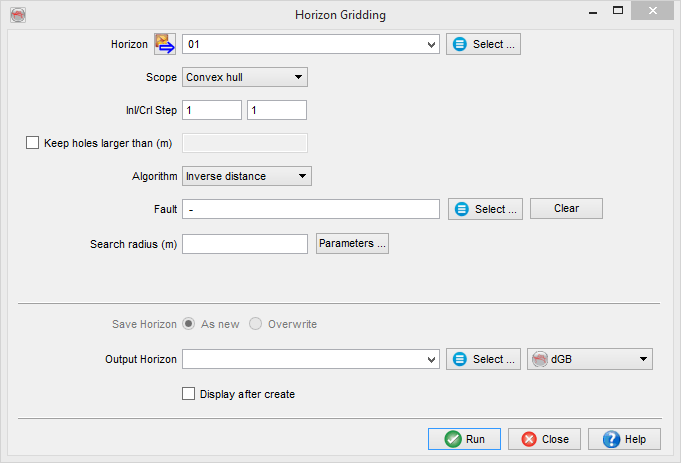 Horizon Gridding
Horizon 01 Select ...
Scope Convex hull
Inl/Crl Step 1 1
Keep holes larger than (m)
Algorithm Inverse distance
Fault - Select ... Clear
Search radius (m) Parameters ...
Save Horizon As new Overwrite
Output Horizon Select ... dGB
Display after create
Run Close Help